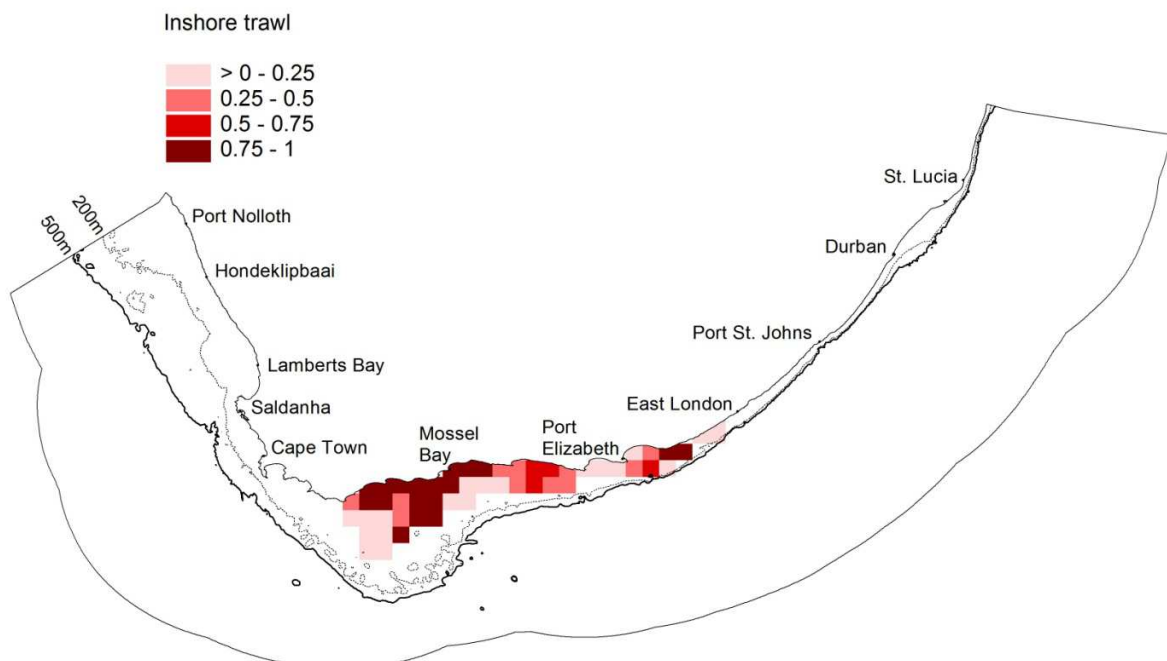 Inshore trawl
> 0 - 0.25
0.25 - 0.5
0.5 - 0.75
0.75 - 1
200m
500m
Port Nolloth
Hondeklipbaai
Lamberts Bay
Saldanha
Cape Town
Mossel
Bay
Port
Elizabeth
East London
Port St. Johns
Durban
St. Lucia